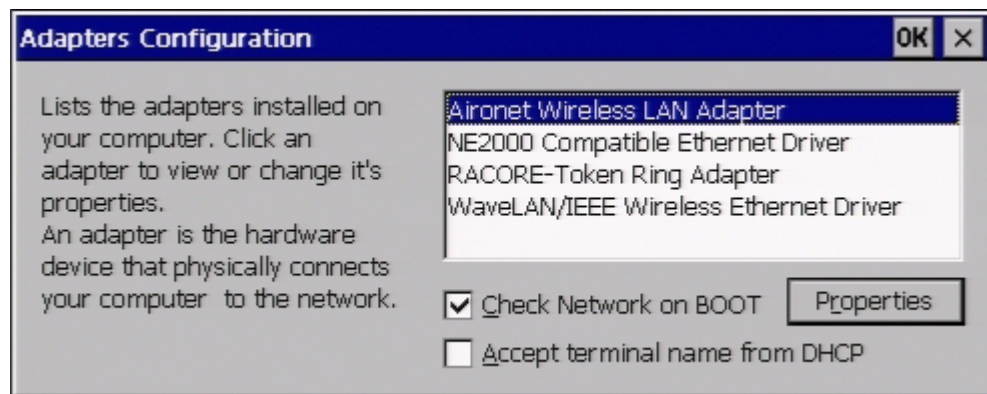 Adapters Configuration
OK ×
Lists the adapters installed on
your computer. Click an
adapter to view or change it's
properties.
An adapter is the hardware
device that physically connects
your computer  to the network.
Aironet Wireless LAN Adapter
NE2000 Compatible Ethernet Driver
RACORE-Token Ring Adapter
WaveLAN/IEEE Wireless Ethernet Driver
Check Network on BOOT
Properties
Accept terminal name from DHCP